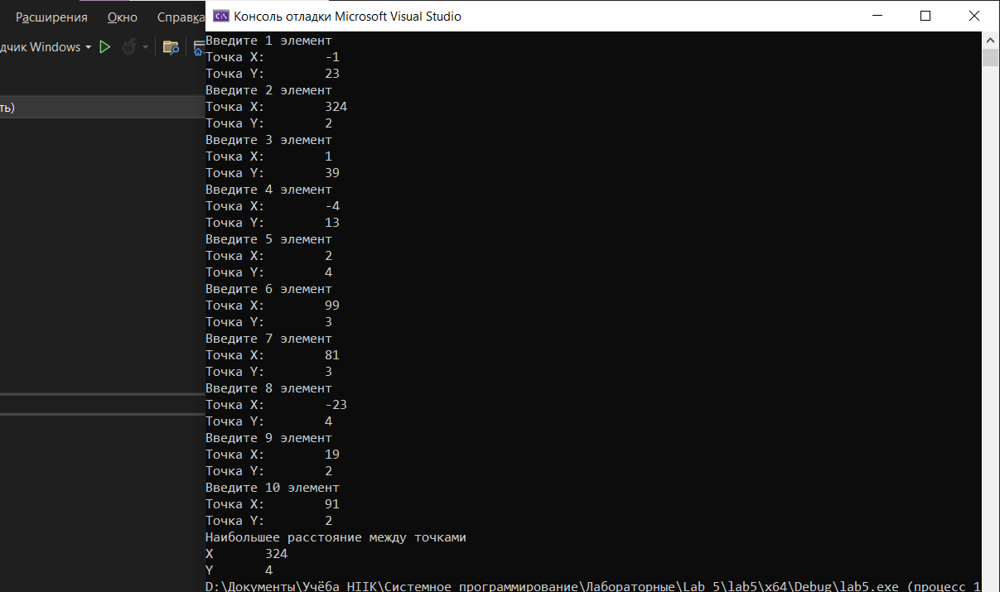 Расширения Окно Справка
Консоль отладки Microsoft Visual Studio
дчик Windows
ть)
Введите 1 элемент
Точка X: -1
Точка Y: 23
Введите 2 элемент
Точка X: 324
Точка Y: 2
Введите 3 элемент
Точка X: 1
Точка Y: 39
Введите 4 элемент
Точка X: -4
Точка Y: 13
Введите 5 элемент
Точка X: 2
Точка Y: 4
Введите 6 элемент
Точка X: 99
Точка Y: 3
Введите 7 элемент
Точка X: 81
Точка Y: 3
Введите 8 элемент
Точка X: -23
Точка Y: 4
Введите 9 элемент
Точка X: 19
Точка Y: 2
Введите 10 элемент
Точка X: 91
Точка Y: 2
Наибольшее расстояние между точками
X 324
Y 4
D:\Документы\Учёба НІІК\Системное программирование\Лабораторные\Lab 5\lab5\x64\Debug\lab5.exe (процесс 1